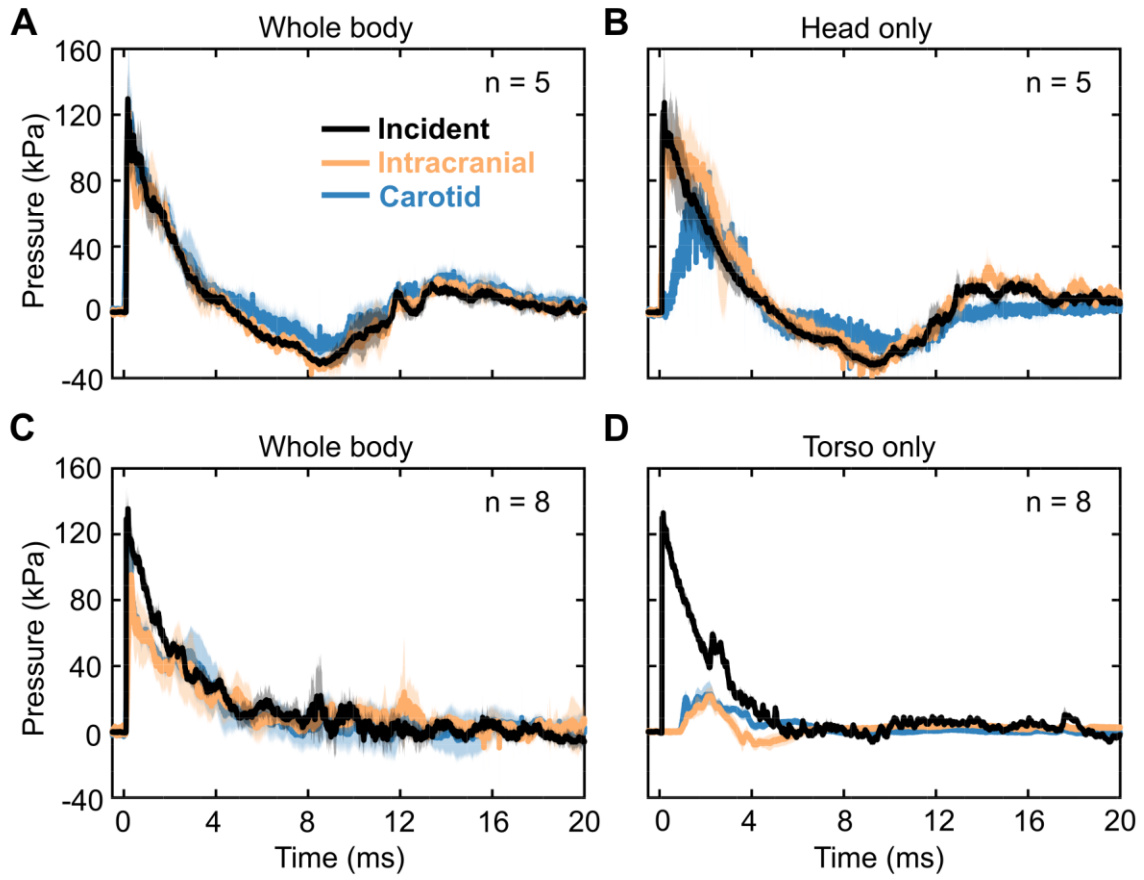 A
Whole body
160
120
80
40
0
-40
Pressure (kPa)
n = 5
Incident
Intracranial
Carotid
B
Head only
n = 5
C
Whole body
160
120
80
40
0
-40
Pressure (kPa)
n = 8
0 4 8 12 16 20
Time (ms)
D
Torso only
n = 8
0 4 8 12 16 20
Time (ms)